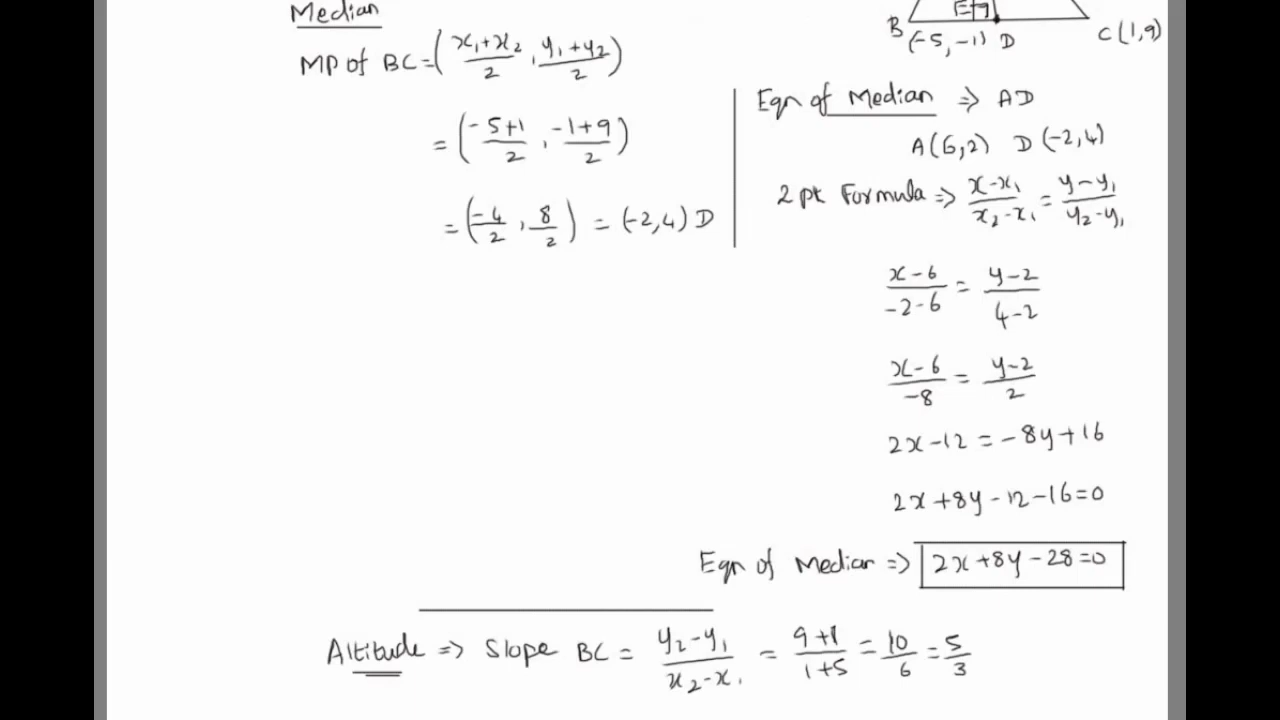 Median
MP of BC = (x₁+x₂/2, y₁+y₂/2)
= (-5+1/2, -1+9/2)
= (-4/2, 8/2) = (-2,4) D
B
(-5,-1) D
C(1,9)
Eqn of Median => AD
A(6,2) D(-2,4)
2 pt Formula => x-x₁/x₂-x₁ = y-y₁/y₂-y₁
x-6/-2-6 = y-2/4-2
x-6/-8 = y-2/2
2x-12 = -8y+16
2x+8y-12-16=0
Eqn of Median => 2x+8y-28=0
Altitude => Slope BC = y₂-y₁/x₂-x₁ = 9+1/1+5 = 10/6 = 5/3